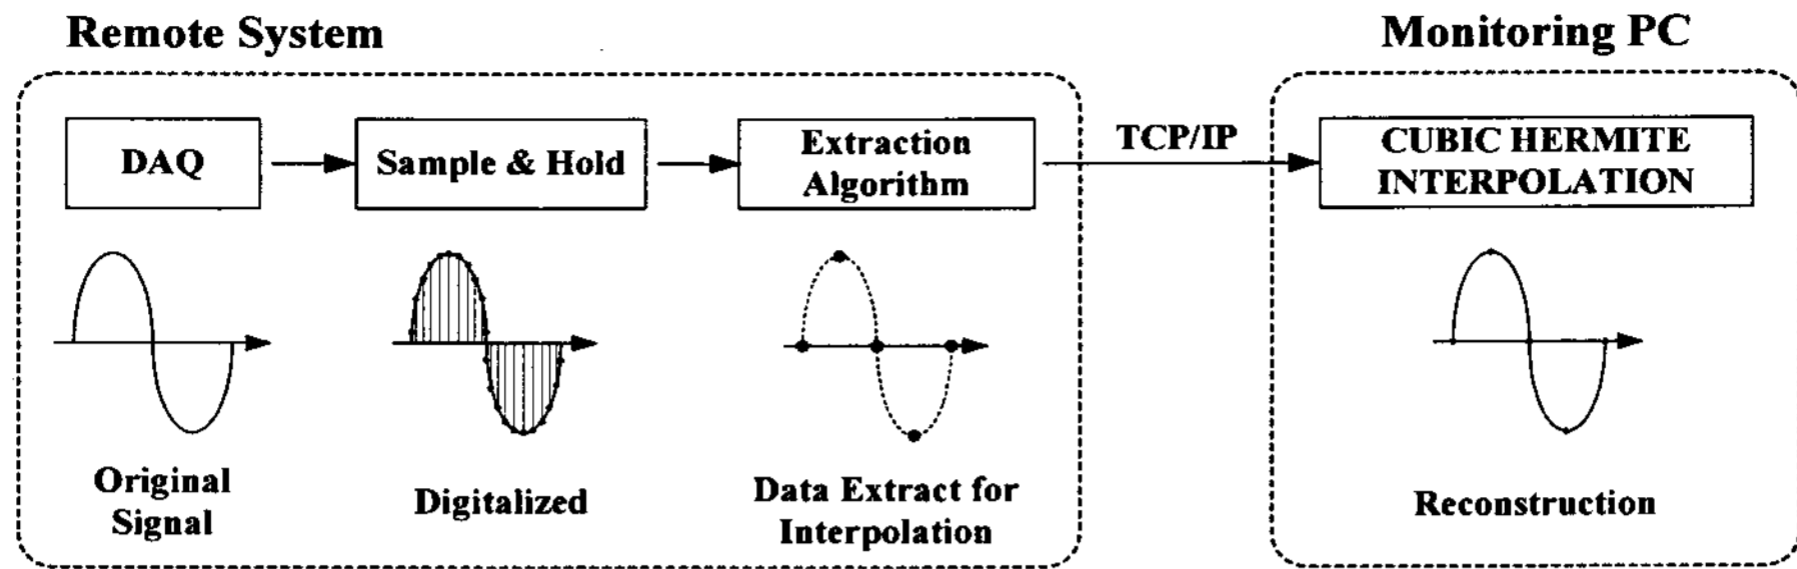 Remote System
Monitoring PC
DAQ
Sample & Hold
Extraction
Algorithm
TCP/IP
CUBIC HERMITE
INTERPOLATION
Original
Signal
Digitalized
Data Extract for
Interpolation
Reconstruction